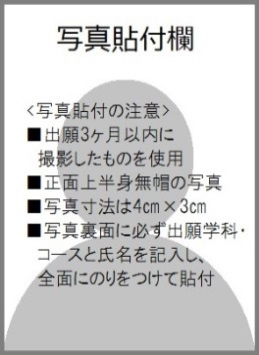 写真貼付欄
<写真貼付の注意>
■出願3ヶ月以内に
撮影したものを使用
■正面上半身無帽の写真
■写真寸法は4cm×3cm
■写真裏面に必ず出願学科・
コースと氏名を記入し、
全面にのりをつけて貼付